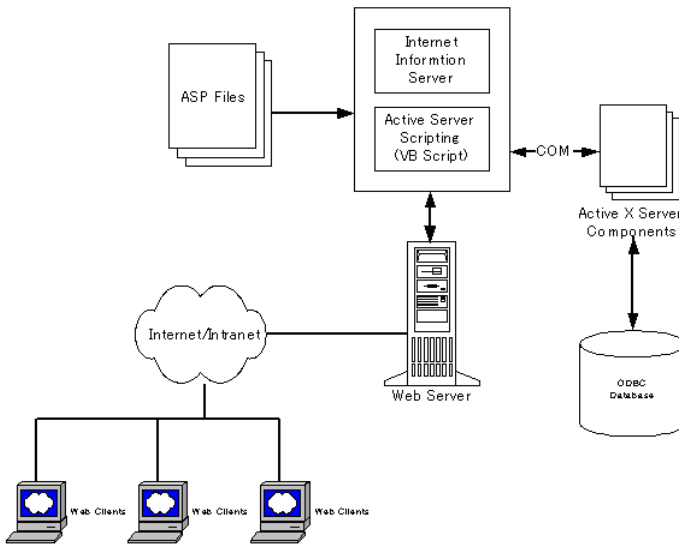 Internet
Informtion
Server
ASP Files
Active Server
Scripting
(VB Script)
COM
Active X Server
Components
Internet/Intranet
Web Server
ODBC
Database
Web Clients
Web Clients
Web Clients